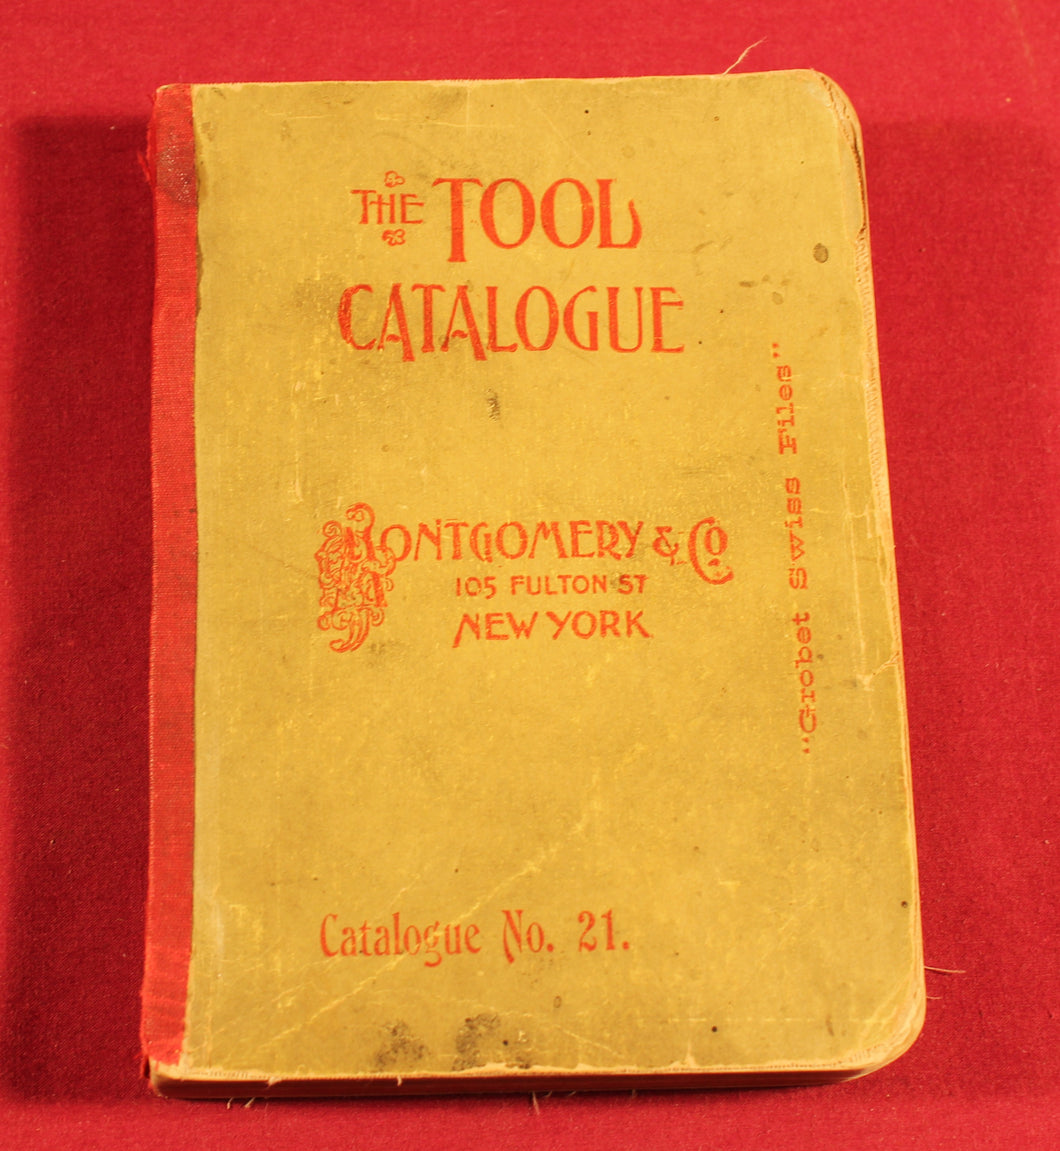 THE TOOL
CATALOGUE
MONTGOMERY & CO
105 FULTON ST
NEW YORK
"Grobet Swiss Files"
Catalogue No. 21.